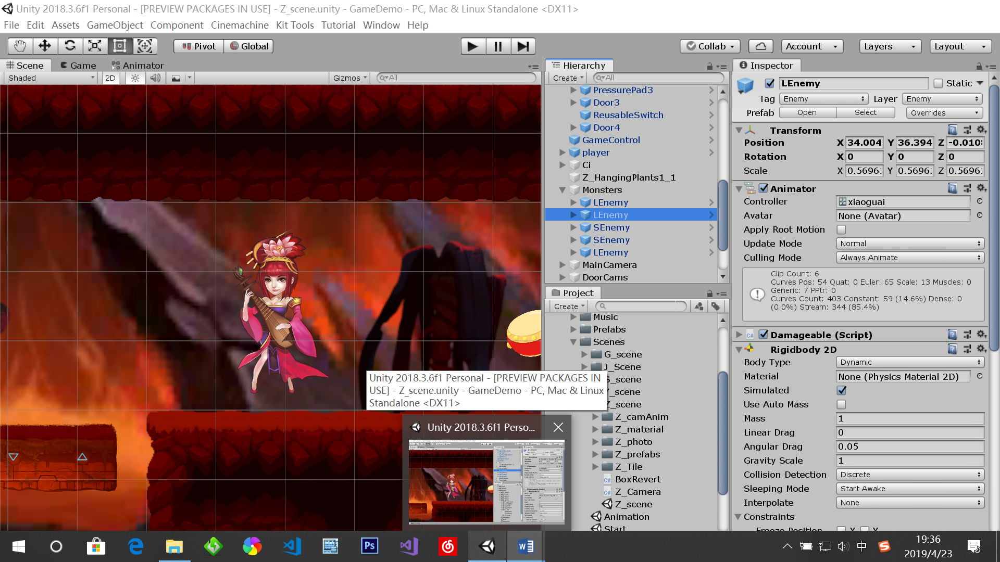 Unity 2018.3.6f1 Personal - [PREVIEW PACKAGES IN USE] - Z_scene.unity - GameDemo - PC, Mac & Linux Standalone <DX11>
File Edit Assets GameObject Component Cinemachine Kit Tools Tutorial Window Help
Pivot Global Collab Account Layers Layout
Scene Game Animator
Shaded 2D Gizmos All
Hierarchy
Create All
PressurePad3
Door3
ReusableSwitch
Door4
GameControl
player
Ci
Z_HangingPlants1_1
Monsters
LEnemy
LEnemy
SEnemy
SEnemy
LEnemy
MainCamera
DoorCams
Project
Create
Music
Prefabs
Scenes
G_scene
J_Scene
_scene
_scene
_scene
Z_camAnim
Z_material
Z_photo
Z_prefabs
Z_Tile
C# BoxRevert
C# Z_Camera
Z_scene
Animation
Start
Inspector
LEnemy Static
Tag Enemy Layer Enemy
Prefab Open Select Overrides
Transform
Position X 34.004 Y 36.394 Z -0.0108
Rotation X 0 Y 0 Z 0
Scale X 0.5696 Y 0.5696 Z 0.5696
Animator
Controller xiaoguai
Avatar None (Avatar)
Apply Root Motion
Update Mode Normal
Culling Mode Always Animate
Clip Count: 6
Curves Pos: 54 Quat: 0 Euler: 65 Scale: 13 Muscles: 0
Generic: 7 PPtr: 0
Curves Count: 403 Constant: 59 (14.6%) Dense: 0
(0.0%) Stream: 344 (85.4%)
C# Damageable (Script)
Rigidbody 2D
Body Type Dynamic
Material None (Physics Material 2D)
Simulated
Use Auto Mass
Mass 1
Linear Drag 0
Angular Drag 0.05
Gravity Scale 1
Collision Detection Discrete
Sleeping Mode Start Awake
Interpolate None
Constraints
Freeze Position X Y
Unity 2018.3.6f1 Personal - [PREVIEW PACKAGES IN
USE] - Z_scene.unity - GameDemo - PC, Mac & Linux
Standalone <DX11>
Unity 2018.3.6f1 Perso...
Ps
中
S
19:36
2019/4/23